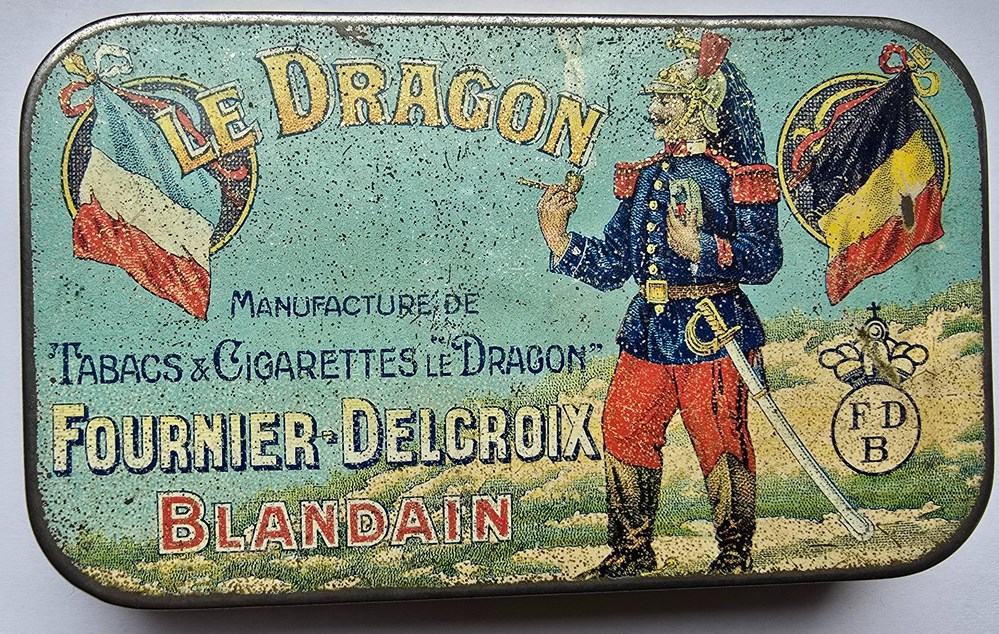 LE DRAGON
MANUFACTURE DE
TABACS & CIGARETTES "LE DRAGON"
FOURNIER-DELCROIX
BLANDAIN
F D
B